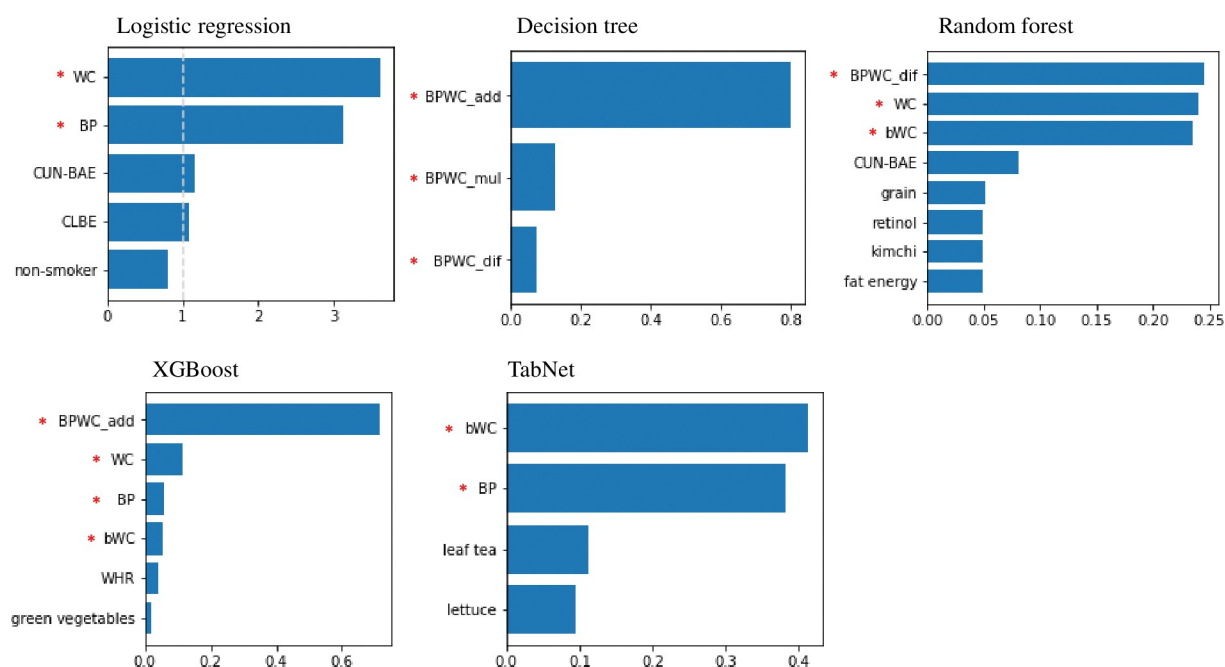 Logistic regression
* WC
* BP
CUN-BAE
CLBE
non-smoker
0 1 2 3
Decision tree
* BPWC_add
* BPWC_mul
* BPWC_dif
0.0 0.2 0.4 0.6 0.8
Random forest
* BPWC_dif
* WC
* bWC
CUN-BAE
grain
retinol
kimchi
fat energy
0.00 0.05 0.10 0.15 0.20 0.25
XGBoost
* BPWC_add
* WC
* BP
* bWC
WHR
green vegetables
0.0 0.2 0.4 0.6
TabNet
* bWC
* BP
leaf tea
lettuce
0.0 0.1 0.2 0.3 0.4